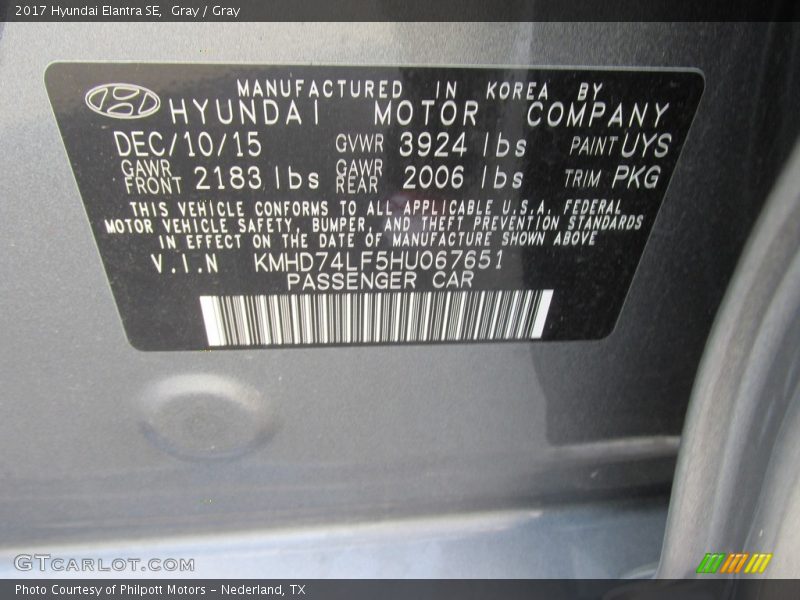 2017 Hyundai Elantra SE,  Gray / Gray
MANUFACTURED IN KOREA BY
HYUNDAI MOTOR COMPANY
DEC/10/15 GVWR 3924 lbs PAINT UYS
GAWR FRONT 2183 lbs GAWR REAR 2006 lbs TRIM PKG
THIS VEHICLE CONFORMS TO ALL APPLICABLE U.S.A. FEDERAL
MOTOR VEHICLE SAFETY, BUMPER, AND THEFT PREVENTION STANDARDS
IN EFFECT ON THE DATE OF MANUFACTURE SHOWN ABOVE
V.I.N KMHD74LF5HU067651
PASSENGER CAR
GTCARLOT.COM
Photo Courtesy of Philpott Motors - Nederland, TX